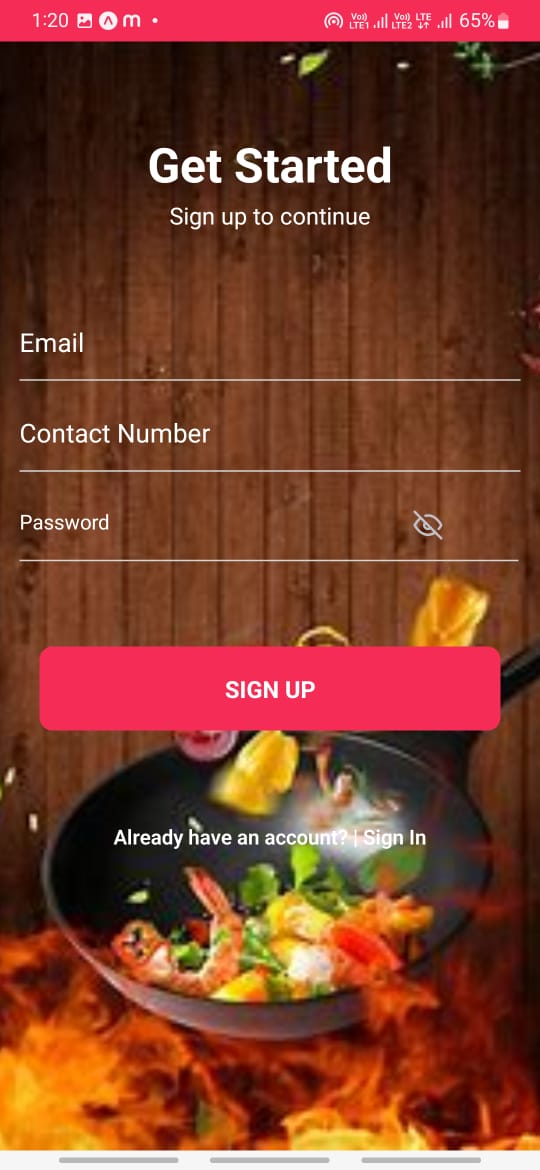 1:20 m • Vo)) LTE1 Vo)) LTE2 LTE 65%
Get Started
Sign up to continue
Email
Contact Number
Password
SIGN UP
Already have an account? | Sign In